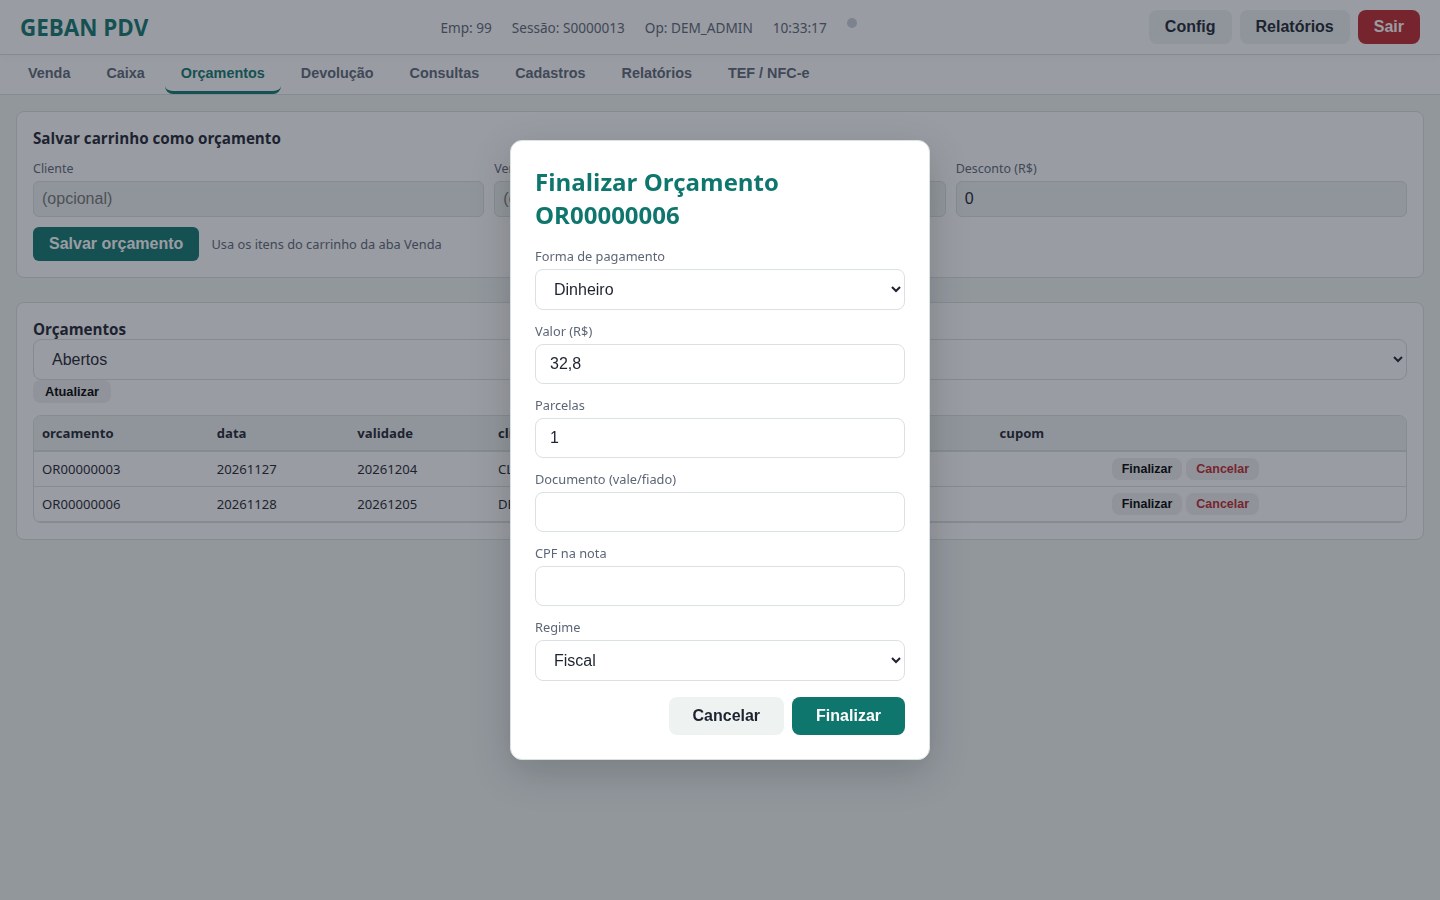 GEBAN PDV
Emp: 99 Sessão: S0000013 Op: DEM_ADMIN 10:33:17
Config Relatórios Sair
Venda Caixa Orçamentos Devolução Consultas Cadastros Relatórios TEF / NFC-e
Salvar carrinho como orçamento
Cliente
Desconto (R$)
(opcional)
0
Salvar orçamento Usa os itens do carrinho da aba Venda
Orçamentos
Abertos
Atualizar
orcamento data validade cupom
OR00000003 20261127 20261204 Finalizar Cancelar
OR00000006 20261128 20261205 Finalizar Cancelar
Finalizar Orçamento
OR00000006
Forma de pagamento
Dinheiro
Valor (R$)
32,8
Parcelas
1
Documento (vale/fiado)
CPF na nota
Regime
Fiscal
Cancelar Finalizar